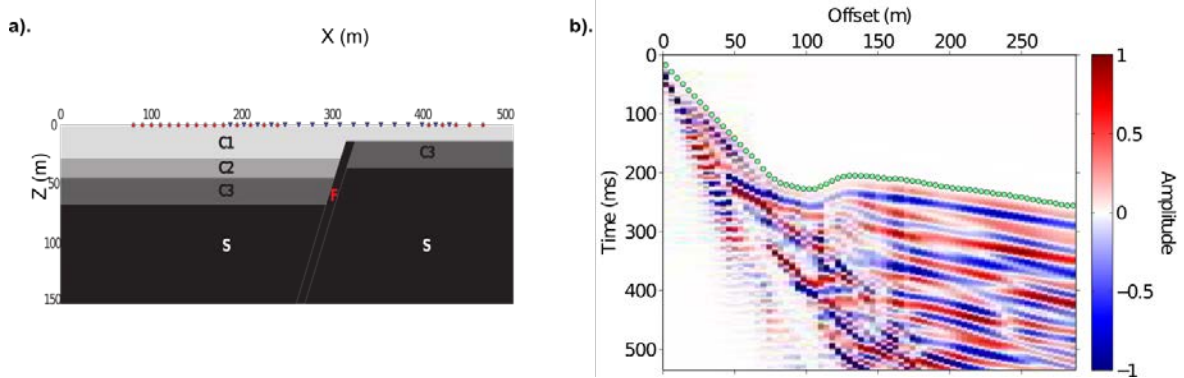 a).
X (m)
0 100 200 300 400 500
0
50
100
150
Z (m)
C1
C2
C3
C3
F
S
S
b).
Offset (m)
0 50 100 150 200 250
0
100
200
300
400
500
Time (ms)
1
0.5
0
−0.5
−1
Amplitude